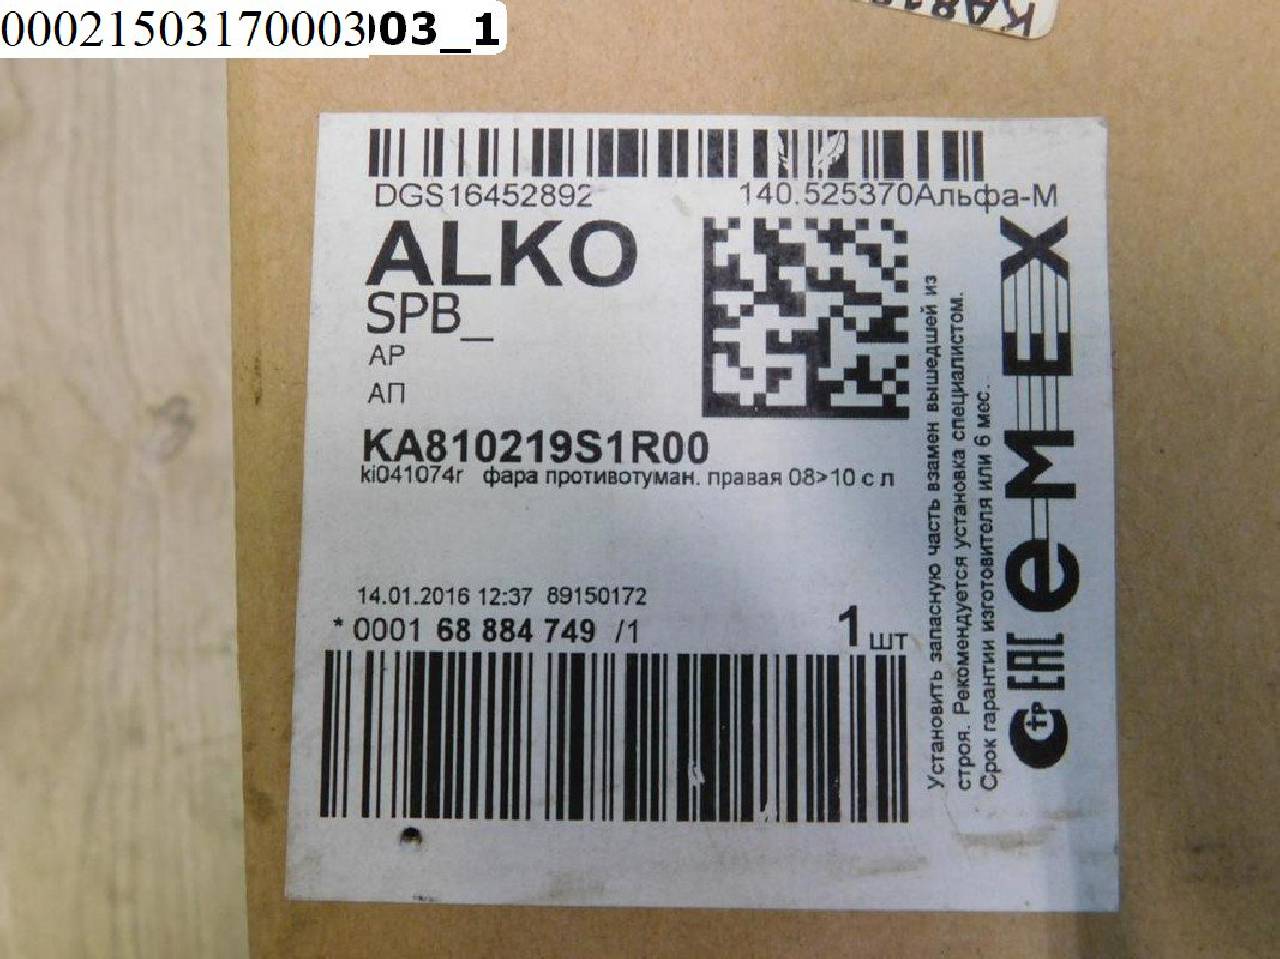 00021503170003
03_1
DGS16452892
140.525370Альфа-М
ALKO
SPB_
АР
АП
KA810219S1R00
ki041074r фара противотуман. правая 08>10 с л
14.01.2016 12:37 89150172
*0001 68 884 749 /1
1 шт
Установить запасную часть взамен вышедшей из
строя. Рекомендуется установка специалистом.
Срок гарантии изготовителя или 6 мес.
eMEX
EAC